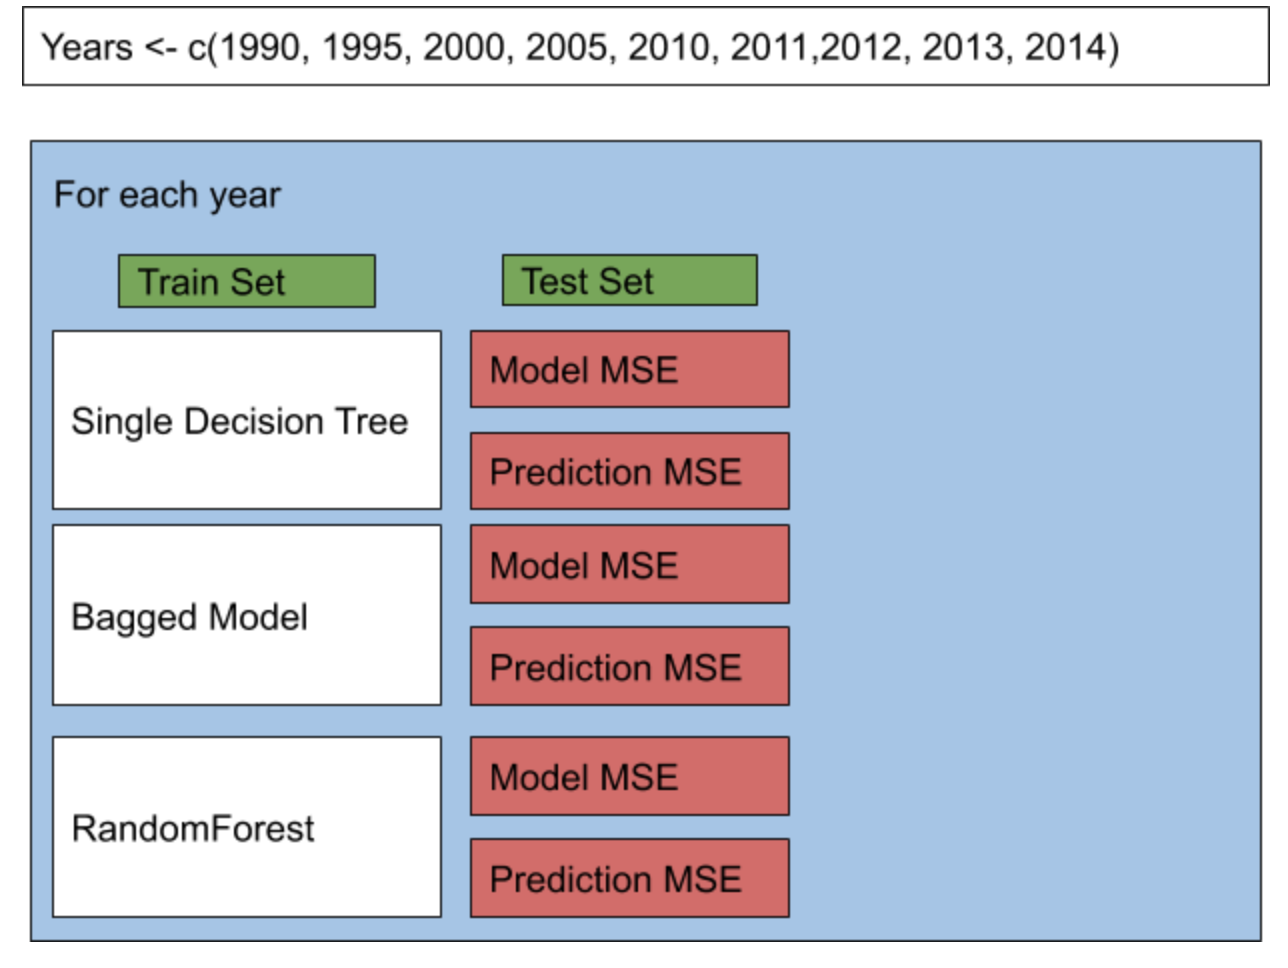 Years <- c(1990, 1995, 2000, 2005, 2010, 2011,2012, 2013, 2014)
For each year
Train Set
Test Set
Single Decision Tree
Model MSE
Prediction MSE
Bagged Model
Model MSE
Prediction MSE
RandomForest
Model MSE
Prediction MSE